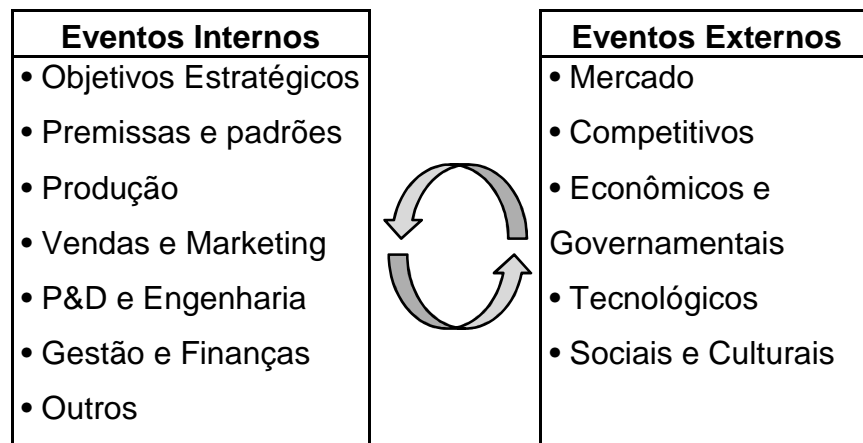 Eventos Internos
• Objetivos Estratégicos
• Premissas e padrões
• Produção
• Vendas e Marketing
• P&D e Engenharia
• Gestão e Finanças
• Outros
Eventos Externos
• Mercado
• Competitivos
• Econômicos e
Governamentais
• Tecnológicos
• Sociais e Culturais